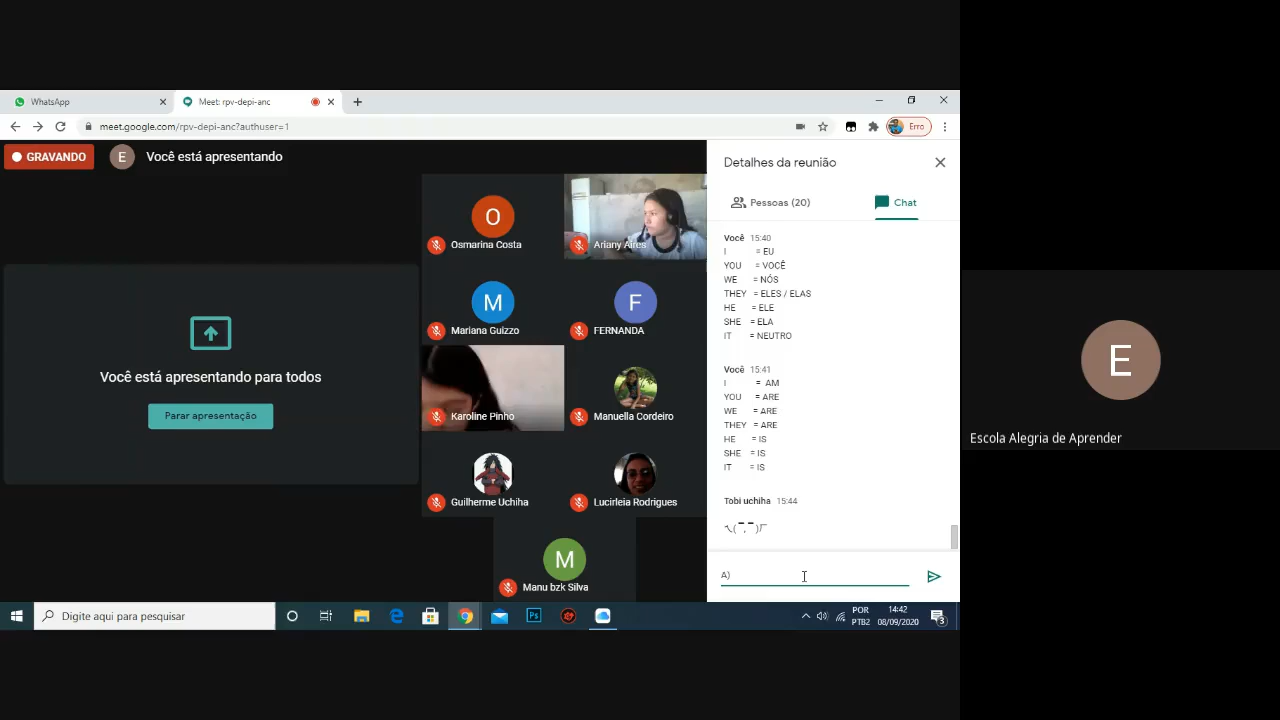 WhatsApp
Meet: rpv-depi-anc
meet.google.com/rpv-depi-anc?authuser=1
Erro
GRAVANDO
E
Você está apresentando
Você está apresentando para todos
Parar apresentação
O
Osmarina Costa
Ariany Aires
M
Mariana Guizzo
F
FERNANDA
Karoline Pinho
Manuella Cordeiro
Guilherme Uchiha
Lucirleia Rodrigues
M
Manu bzk Silva
Detalhes da reunião
Pessoas (20)
Chat
Você 15:40
I = EU
YOU = VOCÊ
WE = NÓS
THEY = ELES / ELAS
HE = ELE
SHE = ELA
IT = NEUTRO
Você 15:41
I = AM
YOU = ARE
WE = ARE
THEY = ARE
HE = IS
SHE = IS
IT = IS
Tobi uchiha 15:44
A)
E
Escola Alegria de Aprender
Digite aqui para pesquisar
Ps
POR
PTB2
14:42
08/09/2020
3